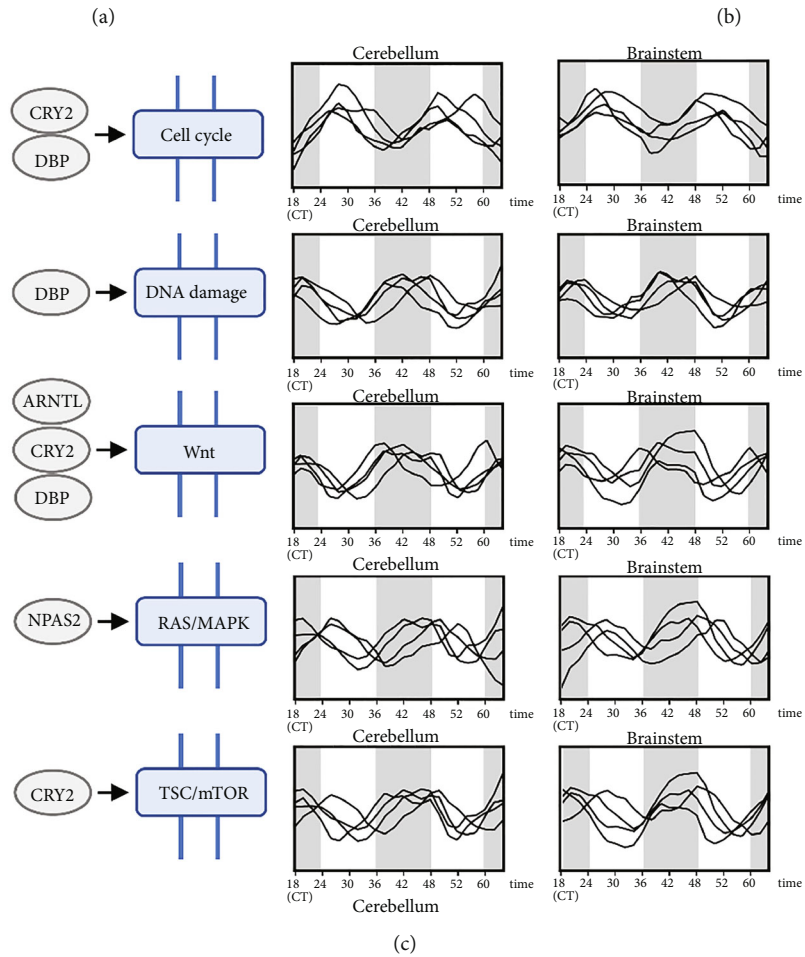 (a) (b)
Cerebellum Brainstem
CRY2
DBP
Cell cycle
18 24 30 36 42 48 52 60 time 18 24 30 36 42 48 52 60 time
(CT) (CT)
Cerebellum Brainstem
DBP
DNA damage
18 24 30 36 42 48 52 60 time 18 24 30 36 42 48 52 60 time
(CT) (CT)
Cerebellum Brainstem
ARNTL
CRY2
DBP
Wnt
18 24 30 36 42 48 52 60 time 18 24 30 36 42 48 52 60 time
(CT) (CT)
Cerebellum Brainstem
NPAS2
RAS/MAPK
18 24 30 36 42 48 52 60 time 18 24 30 36 42 48 52 60 time
(CT) (CT)
Cerebellum Brainstem
CRY2
TSC/mTOR
18 24 30 36 42 48 52 60 time 18 24 30 36 42 48 52 60 time
(CT) (CT)
Cerebellum
(c)